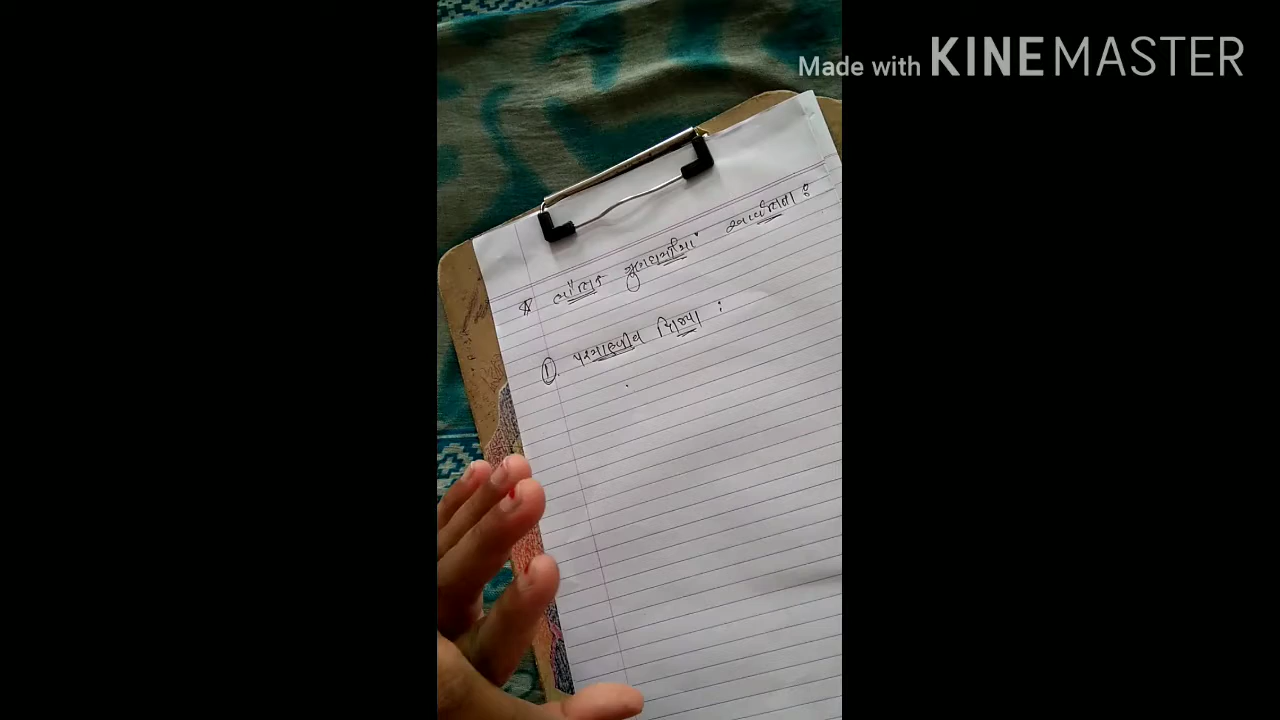 Made with KINEMASTER
* ભૌતિક ગુણધર્મોમાં આવર્તિતા :
①. પરમાણ્વીય ત્રિજ્યા :